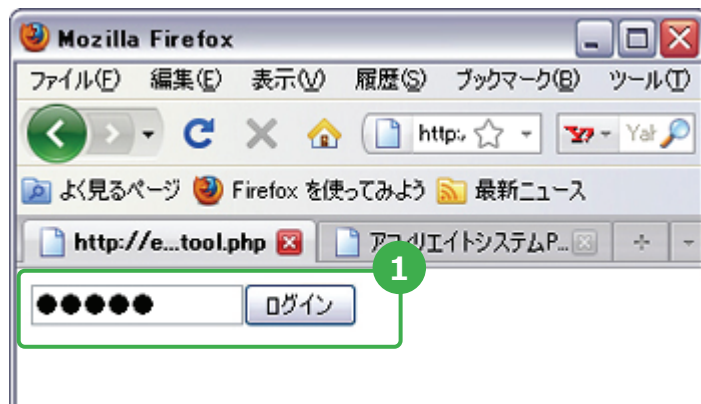 Mozilla Firefox
ファイル(F) 編集(E) 表示(V) 履歴(S) ブックマーク(B) ツール(T)
http: Y? Yah
よく見るページ Firefox を使ってみよう 最新ニュース
http://e...tool.php アフィリエイトシステムP...
1
●●●●● ログイン